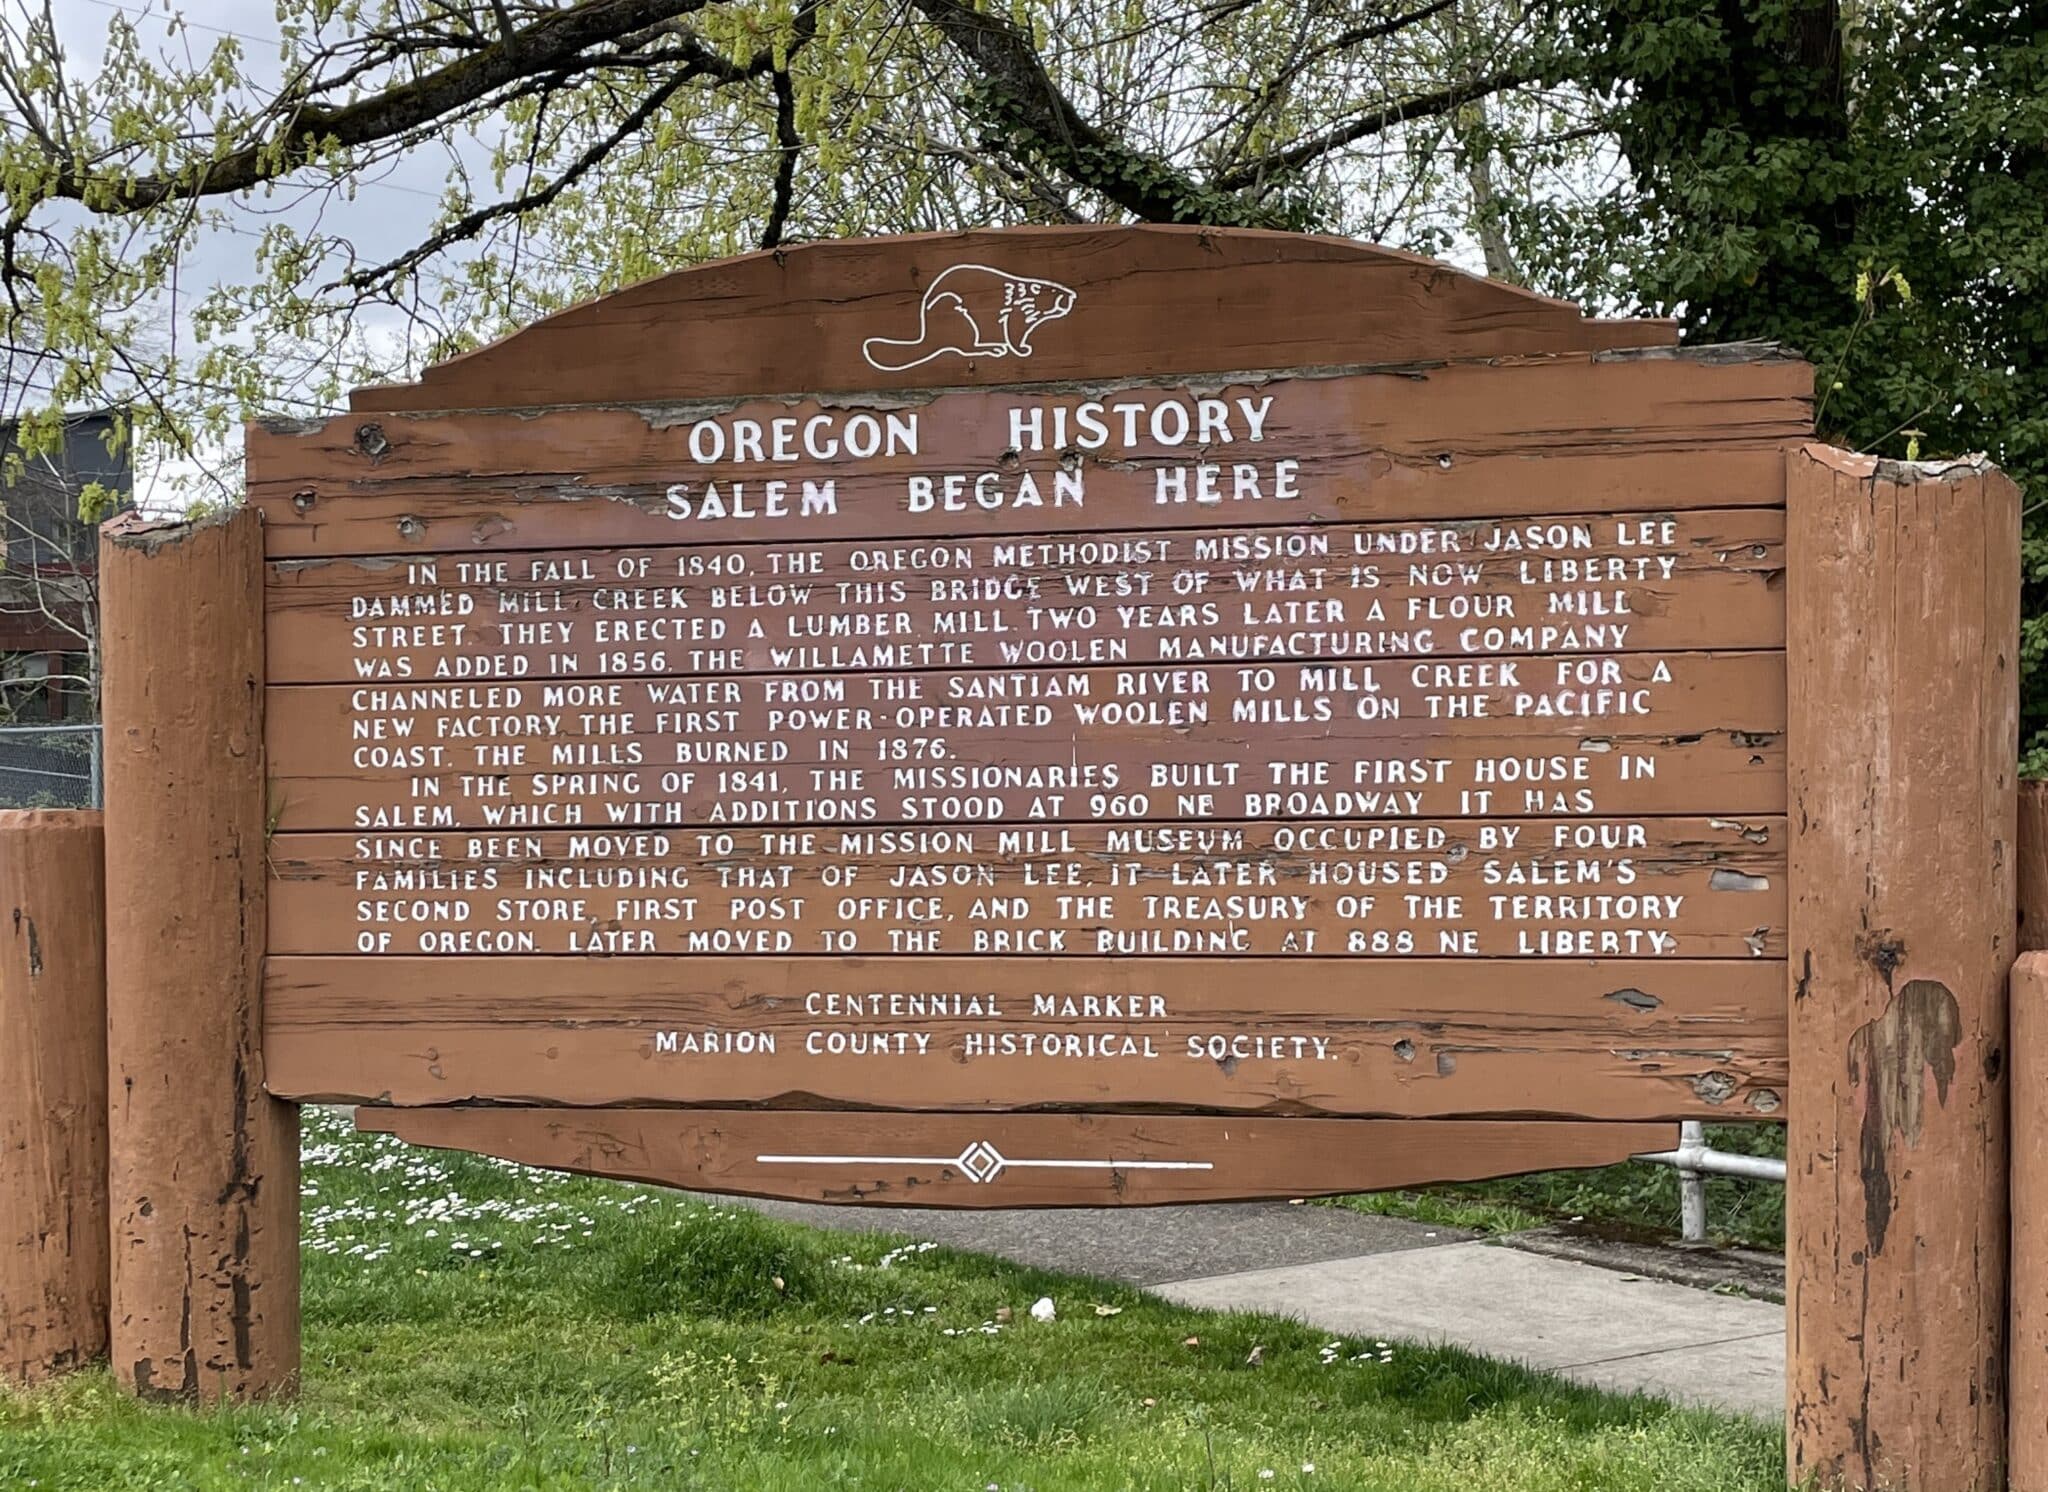 OREGON HISTORY
SALEM BEGAN HERE
IN THE FALL OF 1840, THE OREGON METHODIST MISSION UNDER JASON LEE
DAMMED MILL CREEK BELOW THIS BRIDGE WEST OF WHAT IS NOW LIBERTY
STREET. THEY ERECTED A LUMBER MILL. TWO YEARS LATER A FLOUR MILL
WAS ADDED IN 1856. THE WILLAMETTE WOOLEN MANUFACTURING COMPANY
CHANNELED MORE WATER FROM THE SANTIAM RIVER TO MILL CREEK FOR A
NEW FACTORY, THE FIRST POWER-OPERATED WOOLEN MILLS ON THE PACIFIC
COAST. THE MILLS BURNED IN 1876.
IN THE SPRING OF 1841, THE MISSIONARIES BUILT THE FIRST HOUSE IN
SALEM, WHICH WITH ADDITIONS STOOD AT 960 NE BROADWAY IT HAS
SINCE BEEN MOVED TO THE MISSION MILL MUSEUM OCCUPIED BY FOUR
FAMILIES INCLUDING THAT OF JASON LEE, IT LATER HOUSED SALEM'S
SECOND STORE, FIRST POST OFFICE, AND THE TREASURY OF THE TERRITORY
OF OREGON. LATER MOVED TO THE BRICK BUILDING AT 888 NE LIBERTY.
CENTENNIAL MARKER
MARION COUNTY HISTORICAL SOCIETY.